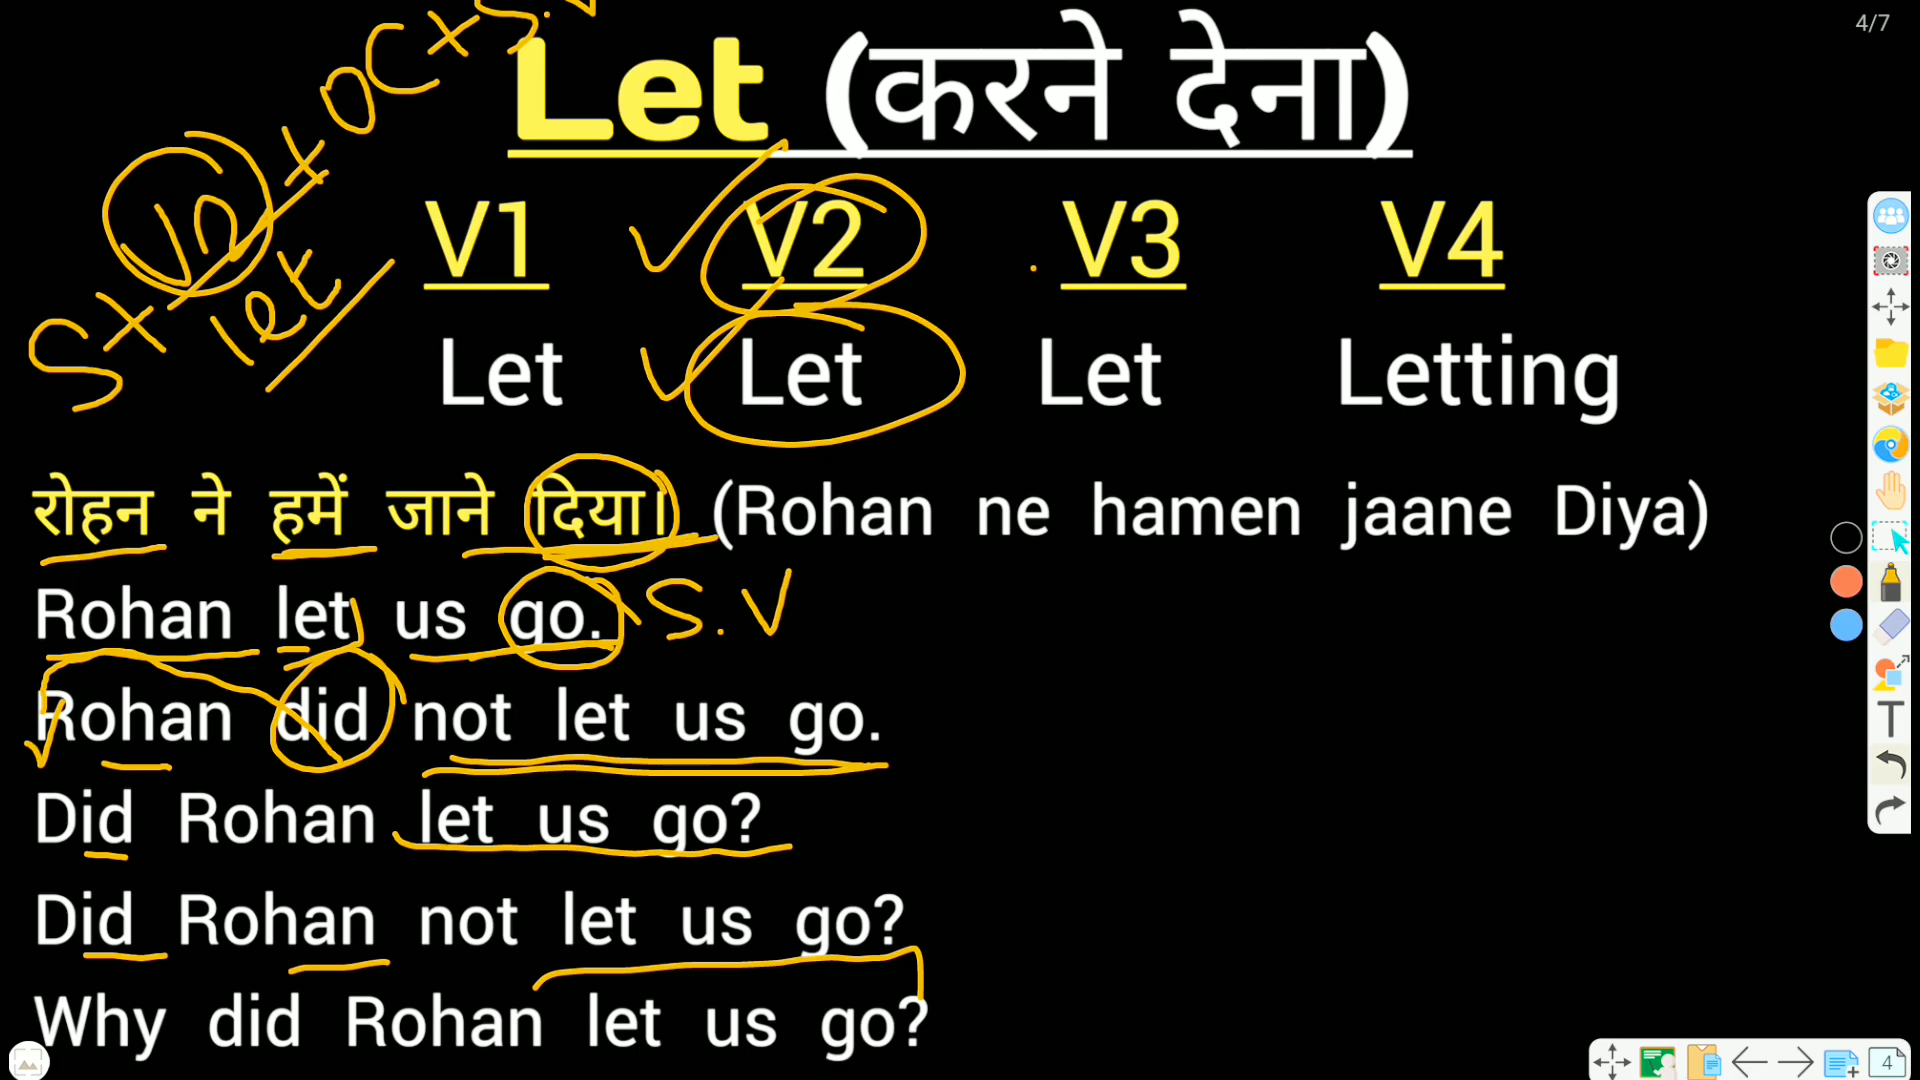 4/7
Let (करने देना)
S+V2+OC+S.V
let
V1 V2 V3 V4
Let Let Let Letting
रोहन ने हमें जाने दिया। (Rohan ne hamen jaane Diya)
Rohan let us go. S.V
Rohan did not let us go.
Did Rohan let us go?
Did Rohan not let us go?
Why did Rohan let us go?
4